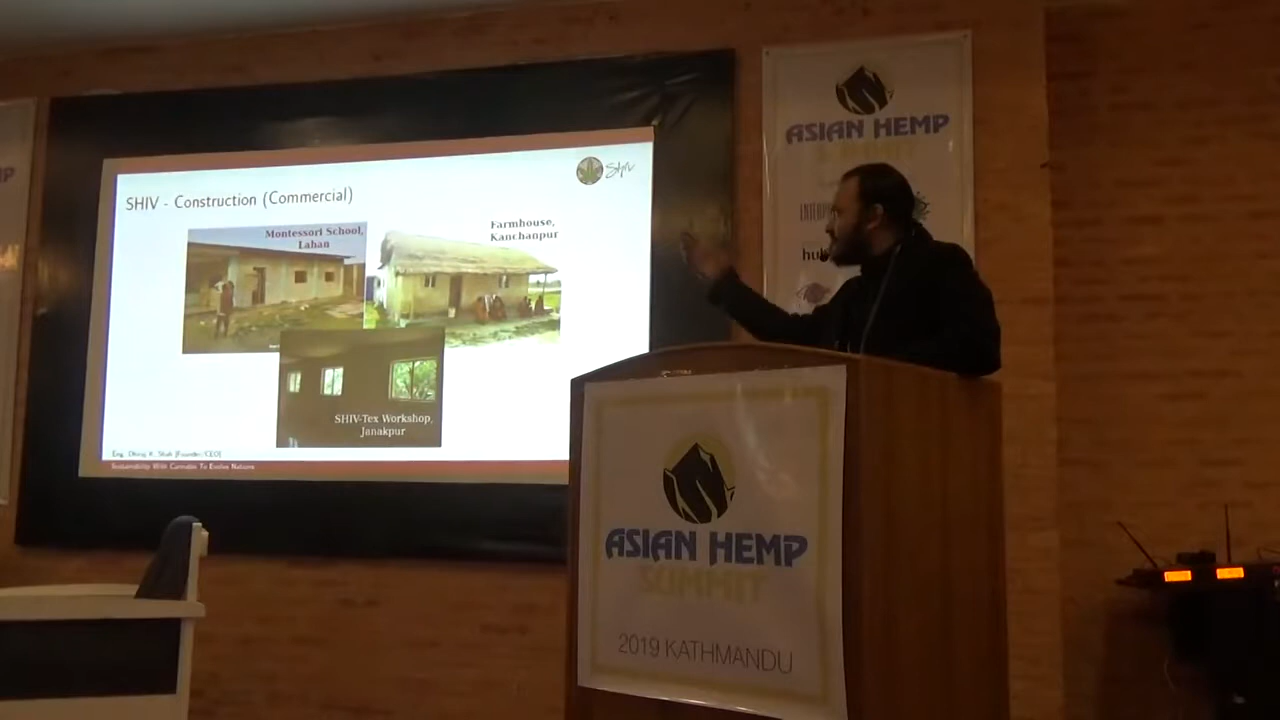 SHIV - Construction (Commercial)
Shiv
Montessori School,
Lahan
Farmhouse,
Kanchanpur
SHIV-Tex Workshop,
Janakpur
Eng. Dhiraj K. Shah [Founder/CEO]
Sustainability With Cannabis To Evolve Nations
ASIAN HEMP
SUMMIT
ASIAN HEMP
SUMMIT
2019 KATHMANDU